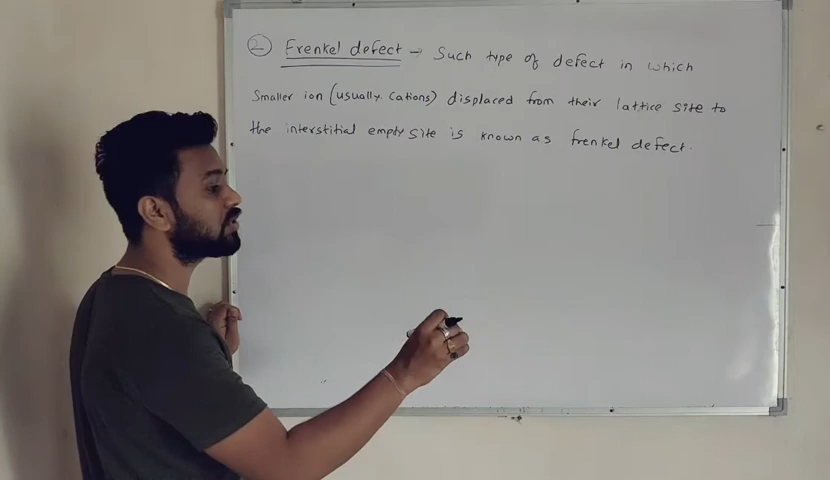 2 Frenkel defect → Such type of defect in which
Smaller ion (usually cations) displaced from their lattice site to
the interstitial empty site is known as frenkel defect.